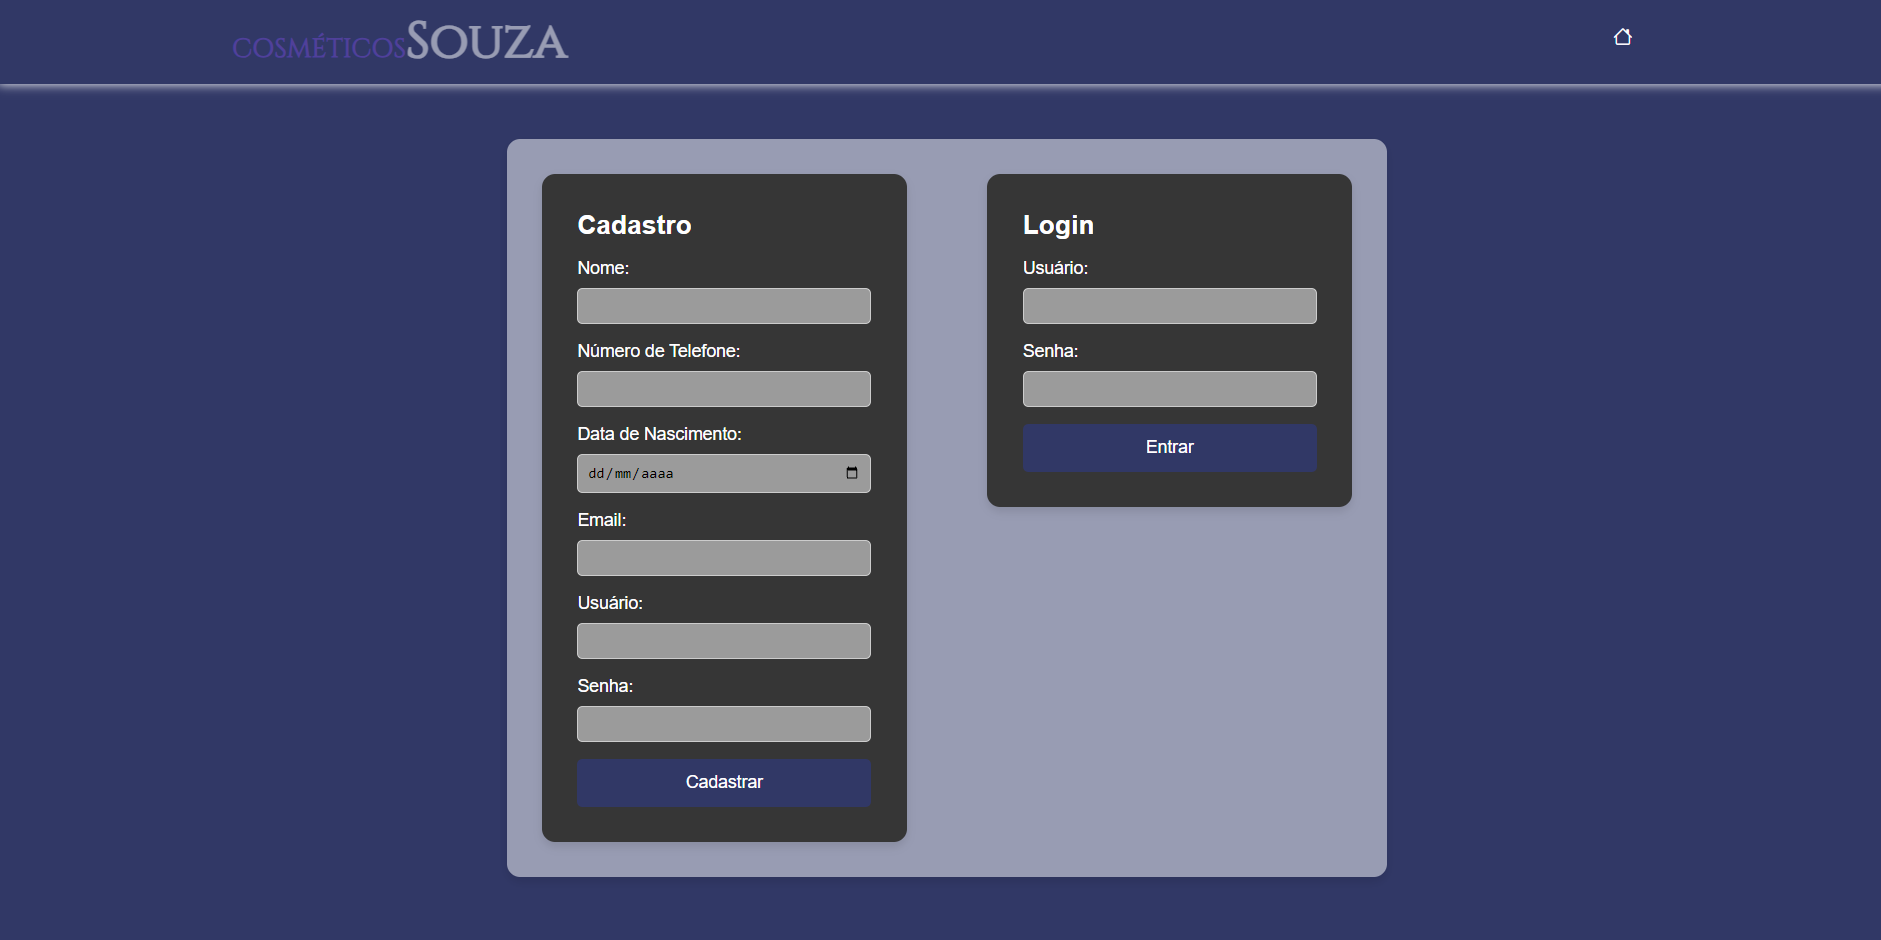 COSMÉTICOSSOUZA
Cadastro
Nome:
Número de Telefone:
Data de Nascimento:
dd/mm/aaaa
Email:
Usuário:
Senha:
Cadastrar
Login
Usuário:
Senha:
Entrar